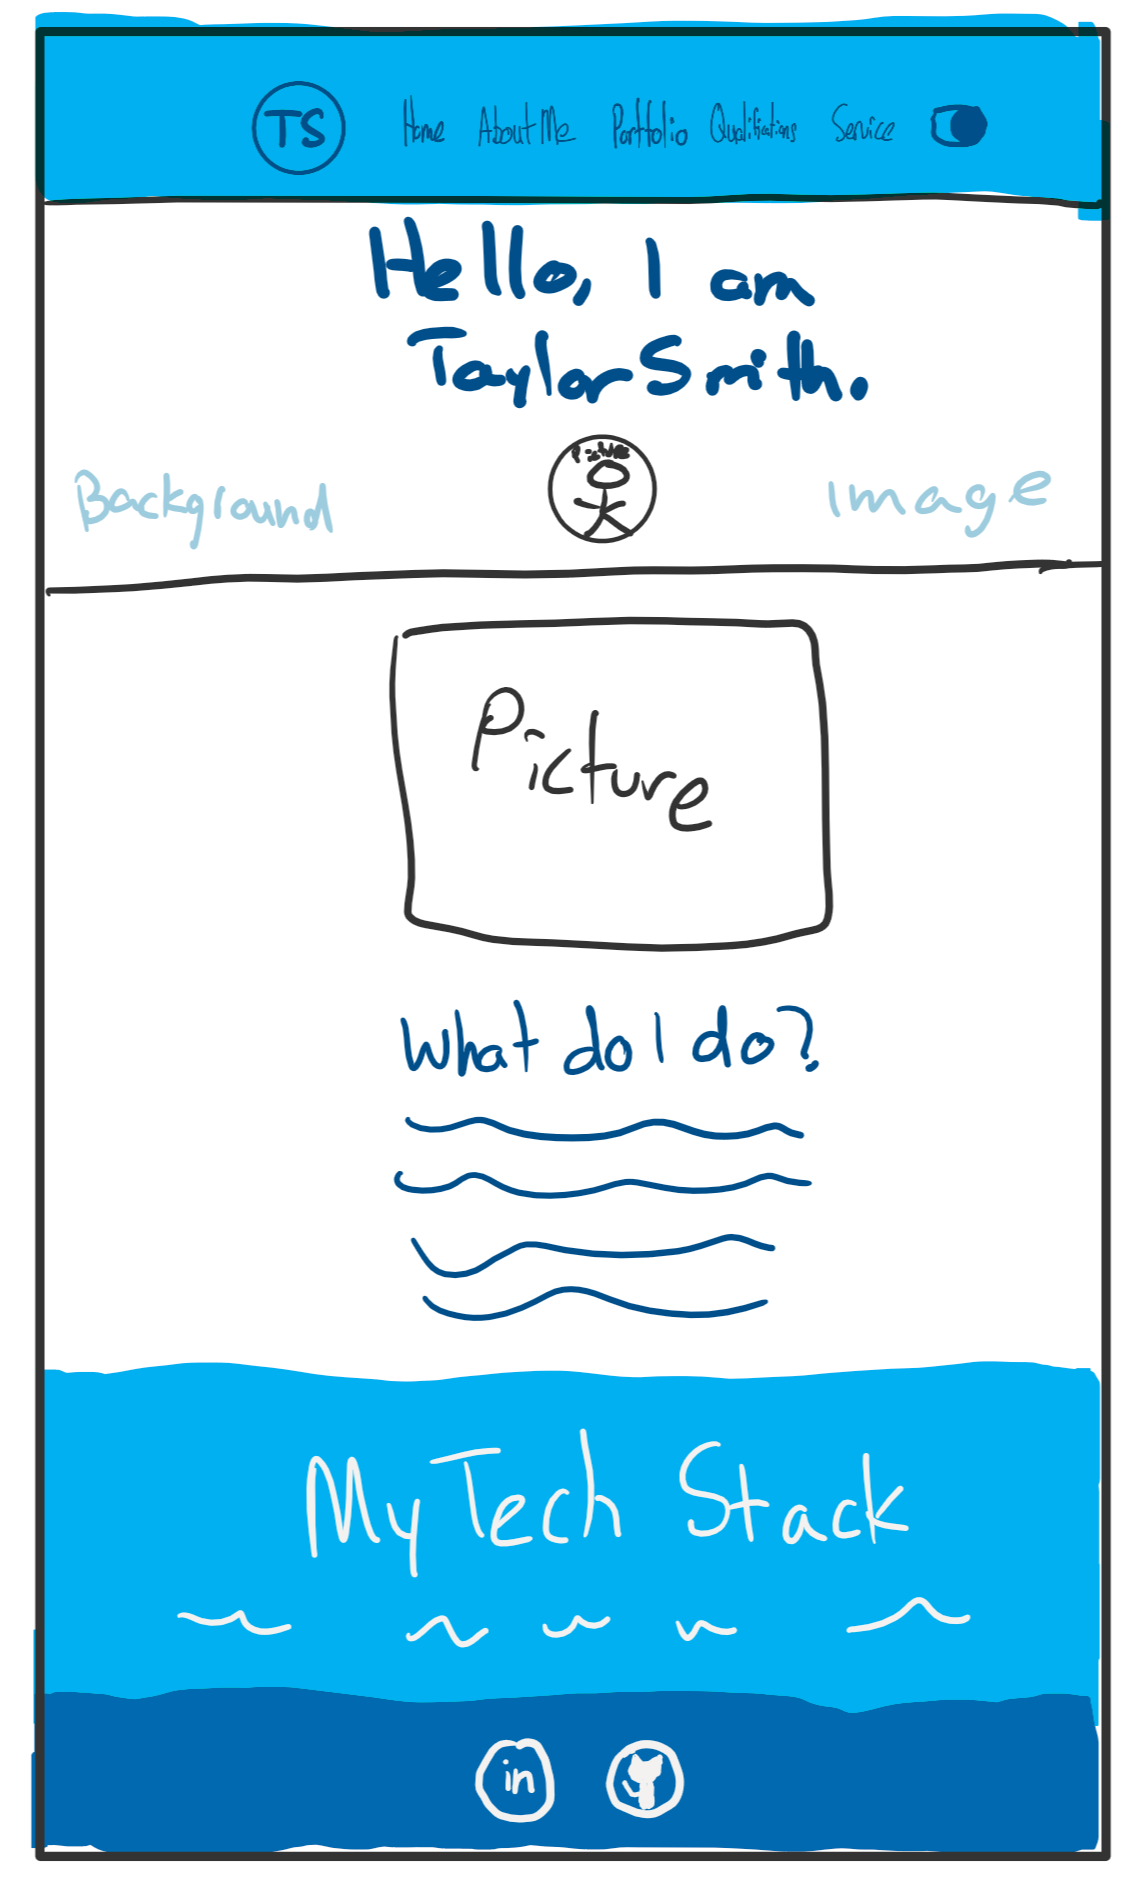 TS Home About Me Portfolio Qualifications Service
Hello, I am
Taylor Smith.
Picture
Background Image
Picture
What do I do?
My Tech Stack
in